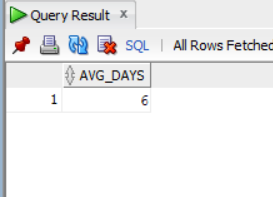 Query Result x
SQL | All Rows Fetched
AVG_DAYS
1 6